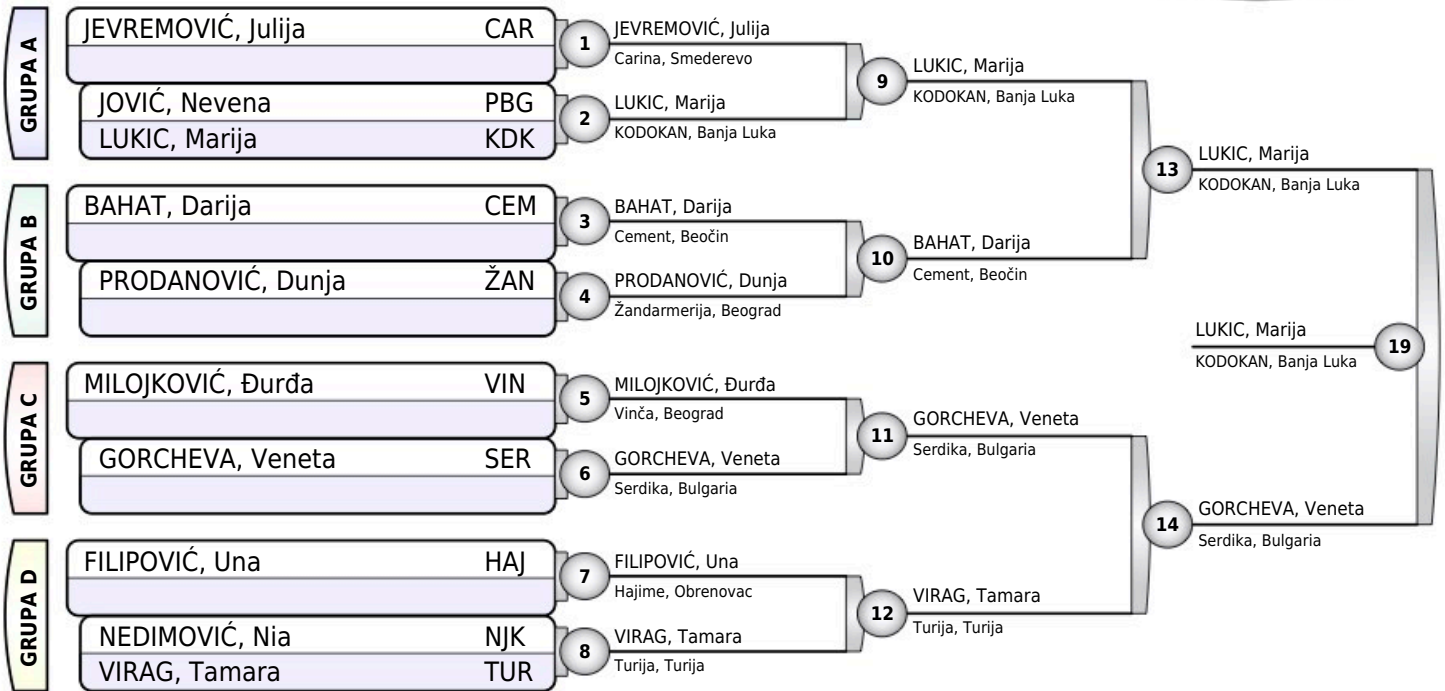 GRUPA A
JEVREMOVIĆ, Julija CAR
JOVIĆ, Nevena PBG
LUKIC, Marija KDK
1
JEVREMOVIĆ, Julija
Carina, Smederevo
2
LUKIC, Marija
KODOKAN, Banja Luka
9
LUKIC, Marija
KODOKAN, Banja Luka
GRUPA B
BAHAT, Darija CEM
PRODANOVIĆ, Dunja ŽAN
3
BAHAT, Darija
Cement, Beočin
4
PRODANOVIĆ, Dunja
Žandarmerija, Beograd
10
BAHAT, Darija
Cement, Beočin
13
LUKIC, Marija
KODOKAN, Banja Luka
GRUPA C
MILOJKOVIĆ, Đurđa VIN
GORCHEVA, Veneta SER
5
MILOJKOVIĆ, Đurđa
Vinča, Beograd
6
GORCHEVA, Veneta
Serdika, Bulgaria
11
GORCHEVA, Veneta
Serdika, Bulgaria
GRUPA D
FILIPOVIĆ, Una HAJ
NEDIMOVIĆ, Nia NJK
VIRAG, Tamara TUR
7
FILIPOVIĆ, Una
Hajime, Obrenovac
8
VIRAG, Tamara
Turija, Turija
12
VIRAG, Tamara
Turija, Turija
14
GORCHEVA, Veneta
Serdika, Bulgaria
LUKIC, Marija
KODOKAN, Banja Luka
19